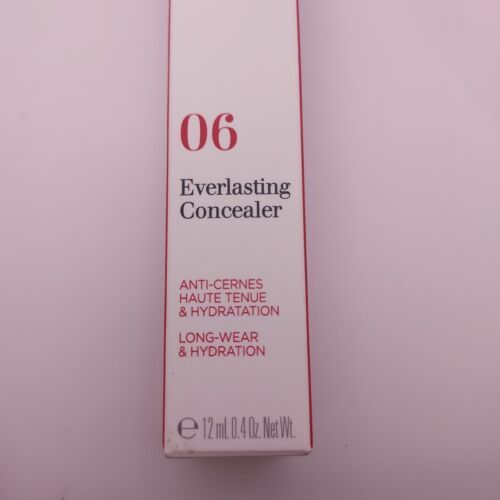 06
Everlasting
Concealer
ANTI-CERNES
HAUTE TENUE
& HYDRATATION
LONG-WEAR
& HYDRATION
℮ 12 mL 0.4 Oz. Net Wt.